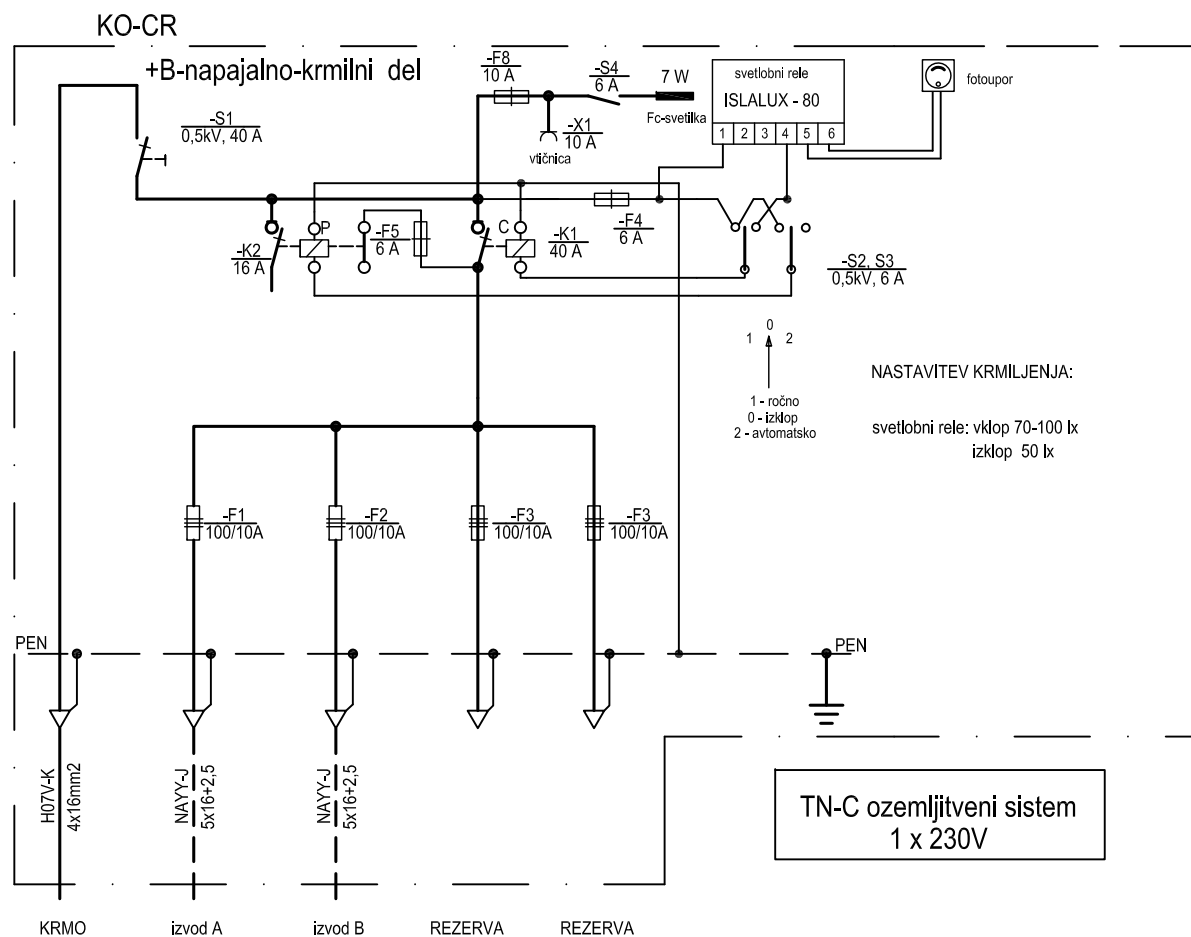 KO-CR
+B-napajalno-krmilni del
-F8
10 A
-S4
6 A
7 W
Fc-svetilka
-X1
10 A
vtičnica
svetlobni rele
ISLALUX - 80
1 2 3 4 5 6
fotoupor
-S1
0,5kV, 40 A
-K2
16 A
P
-F5
6 A
C
-K1
40 A
-F4
6 A
-S2, S3
0,5kV, 6 A
0
1 2
1 - ročno
0 - izklop
2 - avtomatsko
NASTAVITEV KRMILJENJA:
svetlobni rele: vklop 70-100 lx
izklop 50 lx
-F1
100/10A
-F2
100/10A
-F3
100/10A
-F3
100/10A
PEN
PEN
H07V-K
4x16mm2
NAYY-J
5x16+2,5
NAYY-J
5x16+2,5
TN-C ozemljitveni sistem
1 x 230V
KRMO
izvod A
izvod B
REZERVA
REZERVA